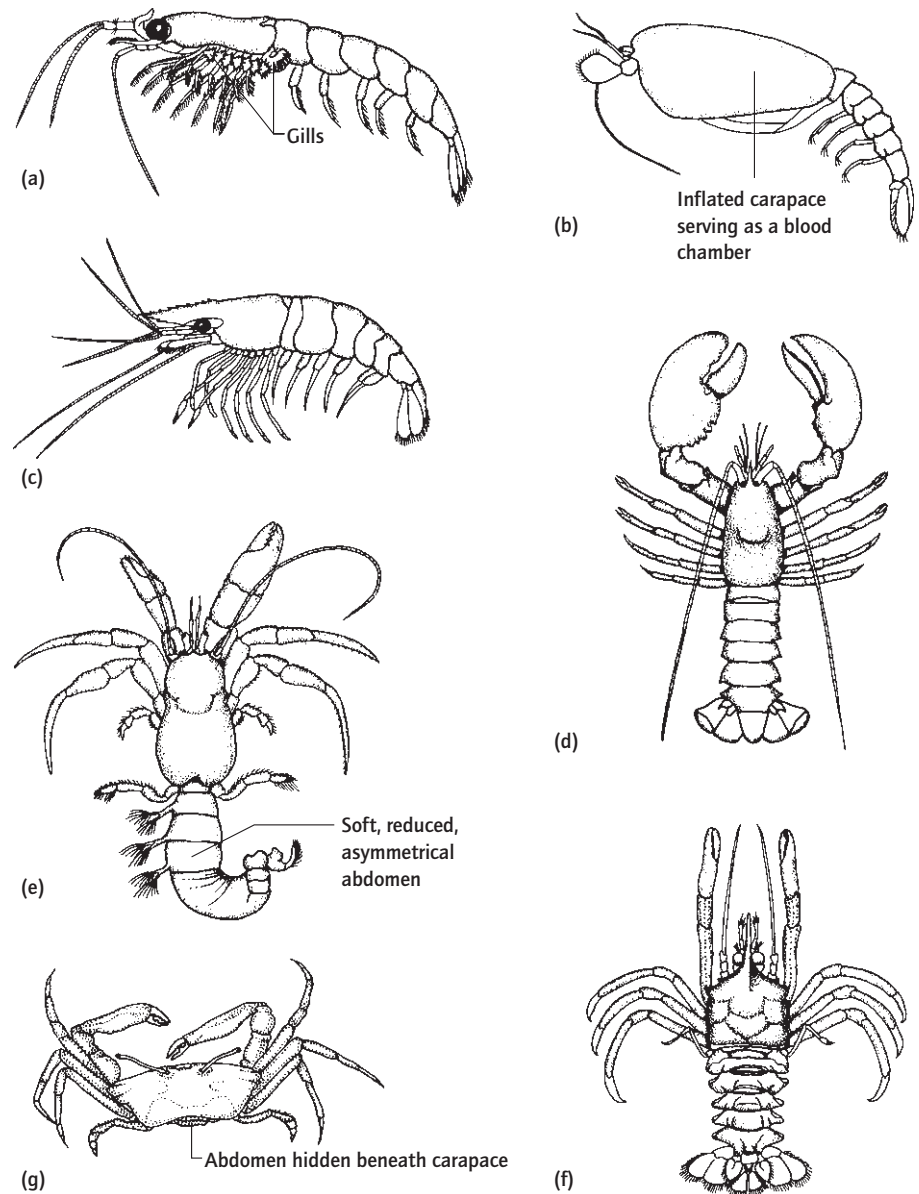 Gills
(a)
Inflated carapace
serving as a blood
chamber
(b)
(c)
(d)
Soft, reduced,
asymmetrical
abdomen
(e)
Abdomen hidden beneath carapace
(g)
(f)